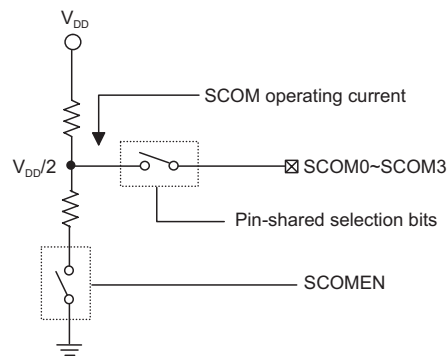 VDD
SCOM operating current
VDD/2
SCOM0~SCOM3
Pin-shared selection bits
SCOMEN